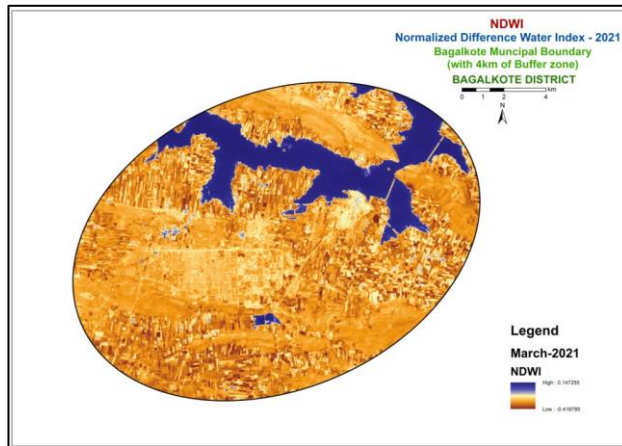 NDWI
Normalized Difference Water Index - 2021
Bagalkote Muncipal Boundary
(with 4km of Buffer zone)
BAGALKOTE DISTRICT
km
0 1 2 4
N
Legend
March-2021
NDWI
High : 0.147255
Low : -0.418788